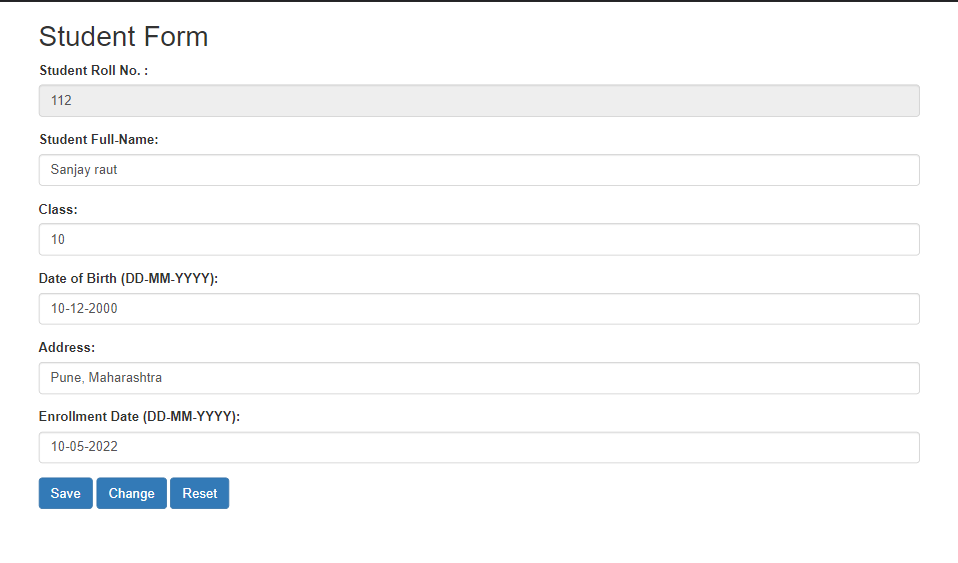 Student Form
Student Roll No. :
112
Student Full-Name:
Sanjay raut
Class:
10
Date of Birth (DD-MM-YYYY):
10-12-2000
Address:
Pune, Maharashtra
Enrollment Date (DD-MM-YYYY):
10-05-2022
Save Change Reset